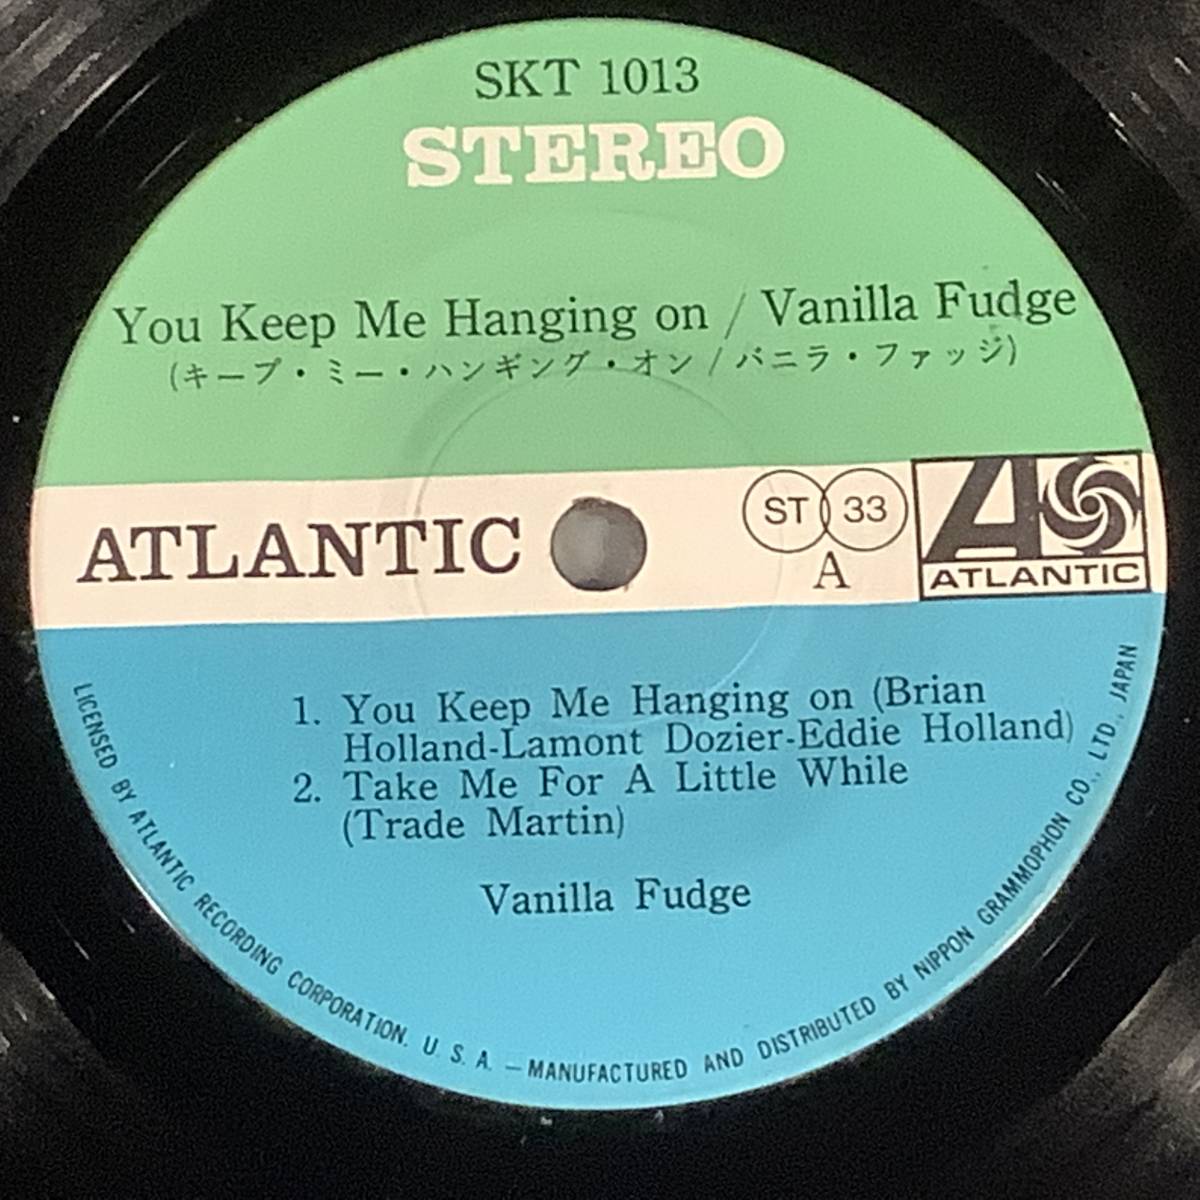 SKT 1013
STEREO
You Keep Me Hanging on / Vanilla Fudge
(キープ・ミー・ハンギング・オン / バニラ・ファッジ)
ATLANTIC
ST 33
A
ATLANTIC
1. You Keep Me Hanging on (Brian
Holland-Lamont Dozier-Eddie Holland)
2. Take Me For A Little While
(Trade Martin)
Vanilla Fudge
LICENSED BY ATLANTIC RECORDING CORPORATION. U. S. A. — MANUFACTURED AND DISTRIBUTED BY NIPPON GRAMMOPHON CO., LTD., JAPAN